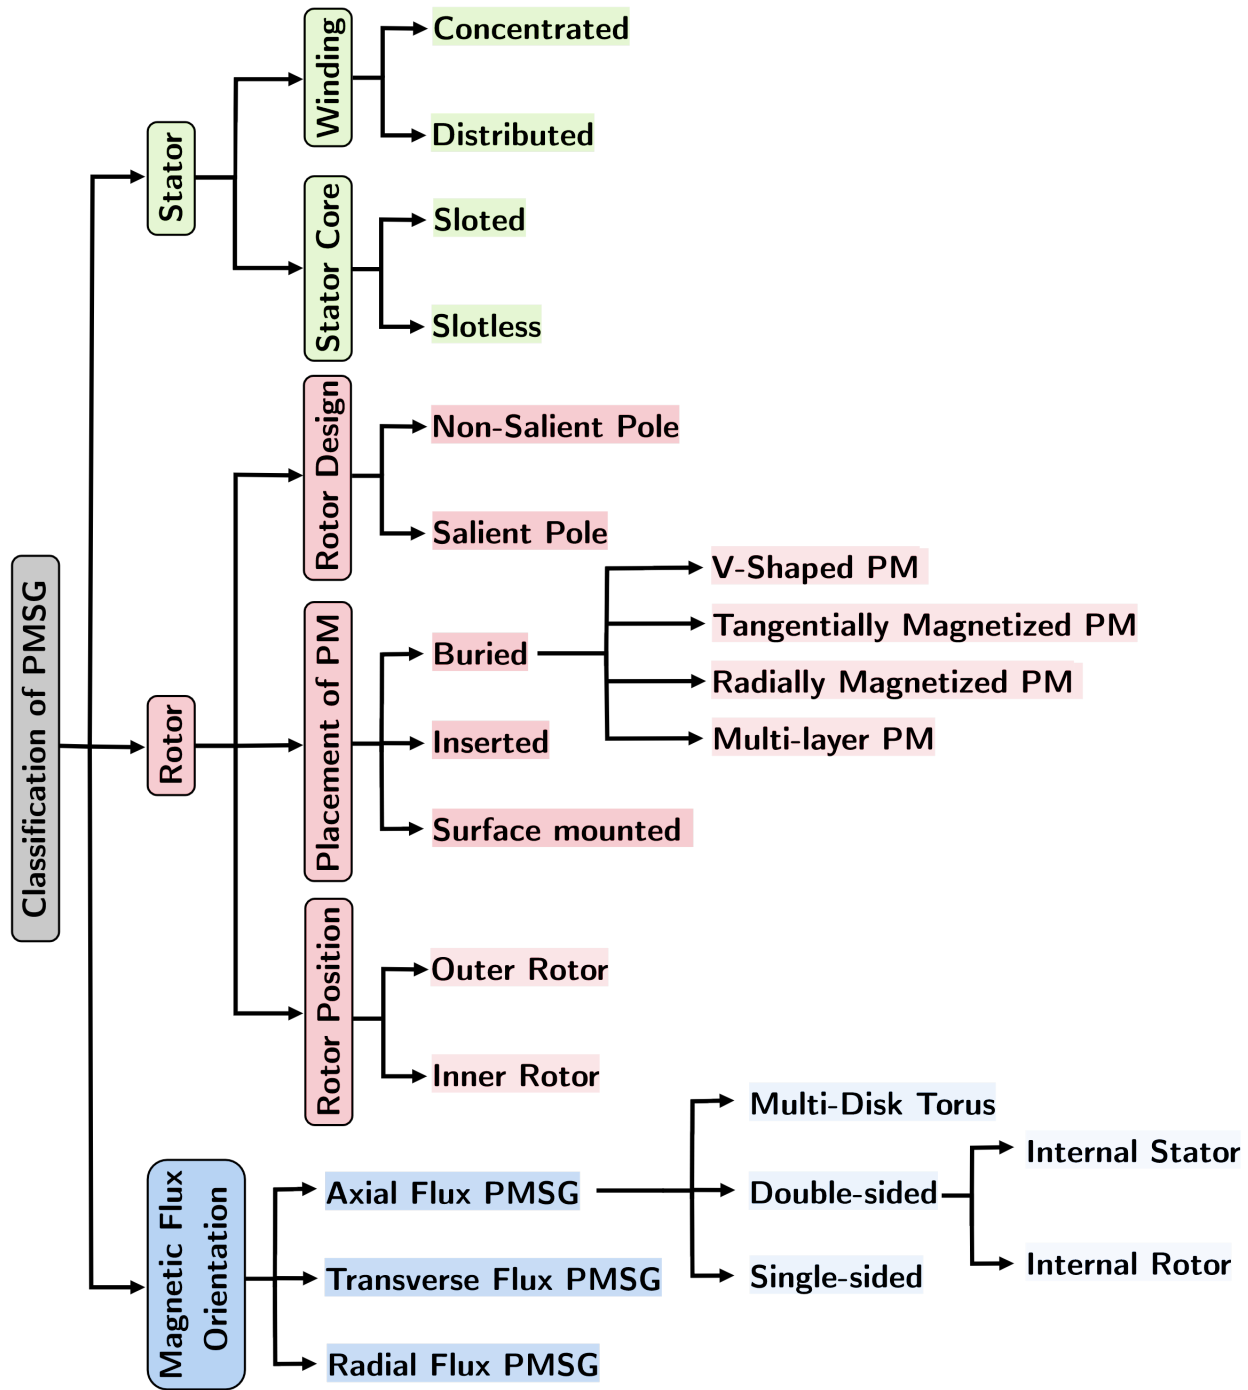 Classification of PMSG
Stator
Winding
Concentrated
Distributed
Stator Core
Sloted
Slotless
Rotor
Rotor Design
Non-Salient Pole
Salient Pole
Placement of PM
Buried
V-Shaped PM
Tangentially Magnetized PM
Radially Magnetized PM
Multi-layer PM
Inserted
Surface mounted
Rotor Position
Outer Rotor
Inner Rotor
Magnetic Flux
Orientation
Axial Flux PMSG
Multi-Disk Torus
Double-sided
Internal Stator
Internal Rotor
Single-sided
Transverse Flux PMSG
Radial Flux PMSG